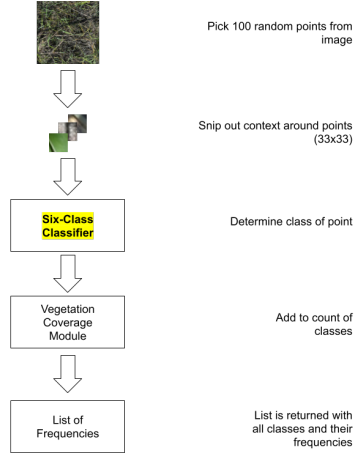 Pick 100 random points from
image
Snip out context around points
(33x33)
Six-Class
Classifier
Determine class of point
Vegetation
Coverage
Module
Add to count of
classes
List of
Frequencies
List is returned with
all classes and their
frequencies